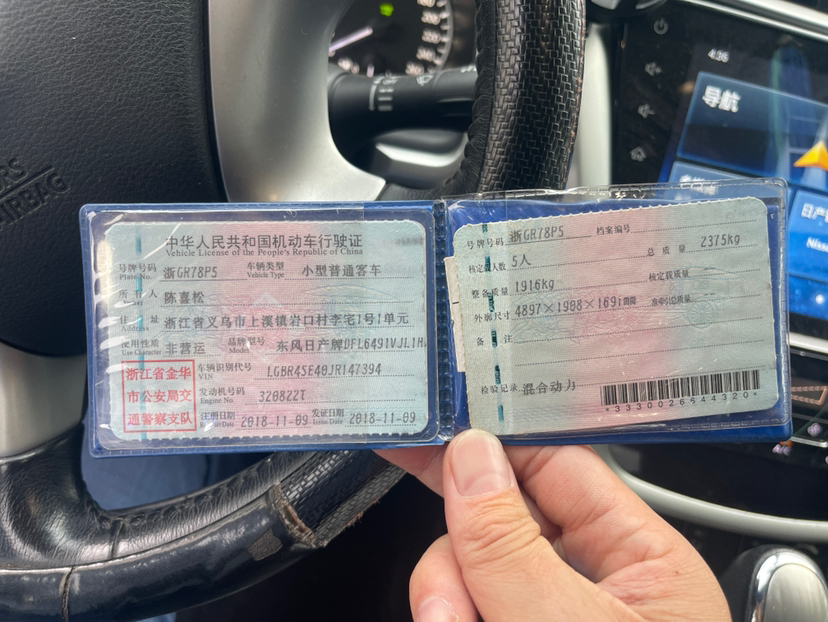 4:36
导航
中华人民共和国机动车行驶证
Vehicle License of the People's Republic of China
号牌号码 浙GR78P5 车辆类型 小型普通客车
Plate No. Vehicle Type
所有人 陈喜松
住址 浙江省义乌市上溪镇岩口村李宅1号1单元
Address
使用性质 非营运 品牌型号 东风日产牌DFL6491VJL1H
Use Character Model
浙江省金华
市公安局交
通警察支队
车辆识别代号 LGBR4SE40JR147394
VIN
发动机号码 320822T
Engine No.
注册日期 2018-11-09 发证日期 2018-11-09
Issue Date
号牌号码 浙GR78P5 档案编号
核定载人数 5人 总质量 2375kg
整备质量 1916kg 核定载质量
外廓尺寸 准牵引总质量
备注
检验记录 混合动力
*3330026644320*
AIRBAG